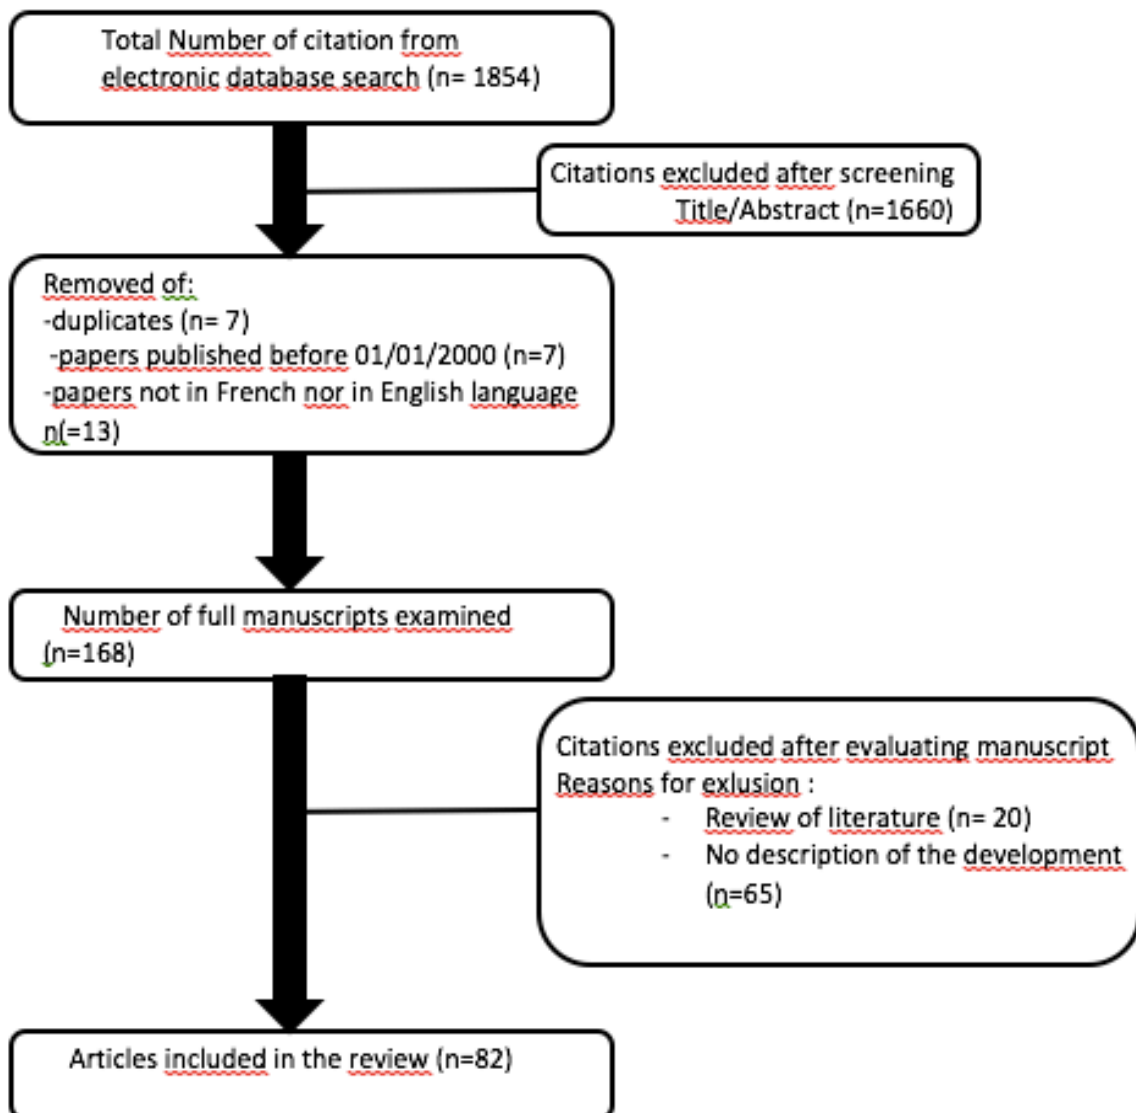 Total Number of citation from
electronic database search (n= 1854)
Citations excluded after screening
Title/Abstract (n=1660)
Removed of:
-duplicates (n= 7)
-papers published before 01/01/2000 (n=7)
-papers not in French nor in English language
n(=13)
Number of full manuscripts examined
(n=168)
Citations excluded after evaluating manuscript
Reasons for exlusion :
- Review of literature (n= 20)
- No description of the development
(n=65)
Articles included in the review (n=82)